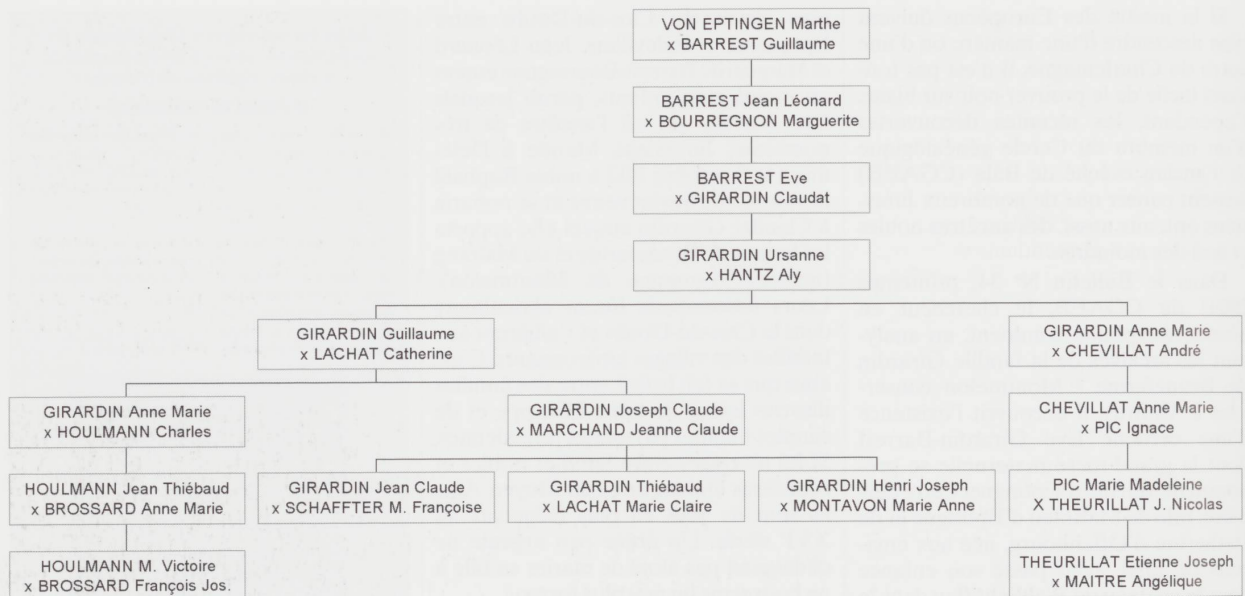 VON EPTINGEN Marthe
x BARREST Guillaume
BARREST Jean Léonard
x BOURREGNON Marguerite
BARREST Eve
x GIRARDIN Claudat
GIRARDIN Ursanne
x HANTZ Aly
GIRARDIN Guillaume
x LACHAT Catherine
GIRARDIN Anne Marie
x CHEVILLAT André
GIRARDIN Anne Marie
x HOULMANN Charles
GIRARDIN Joseph Claude
x MARCHAND Jeanne Claude
CHEVILLAT Anne Marie
x PIC Ignace
HOULMANN Jean Thiébaud
x BROSSARD Anne Marie
GIRARDIN Jean Claude
x SCHAFFTER M. Françoise
GIRARDIN Thiébaud
x LACHAT Marie Claire
GIRARDIN Henri Joseph
x MONTAVON Marie Anne
PIC Marie Madeleine
X THEURILLAT J. Nicolas
HOULMANN M. Victoire
x BROSSARD François Jos.
THEURILLAT Etienne Joseph
x MAITRE Angélique